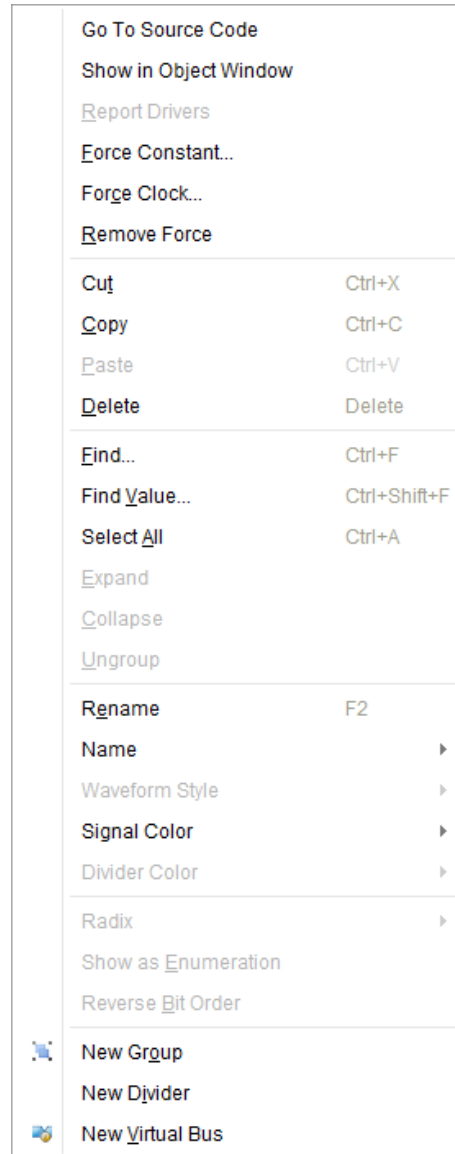 Go To Source Code
Show in Object Window
Report Drivers
Force Constant...
Force Clock...
Remove Force
Cut Ctrl+X
Copy Ctrl+C
Paste Ctrl+V
Delete Delete
Find... Ctrl+F
Find Value... Ctrl+Shift+F
Select All Ctrl+A
Expand
Collapse
Ungroup
Rename F2
Name
Waveform Style
Signal Color
Divider Color
Radix
Show as Enumeration
Reverse Bit Order
New Group
New Divider
New Virtual Bus